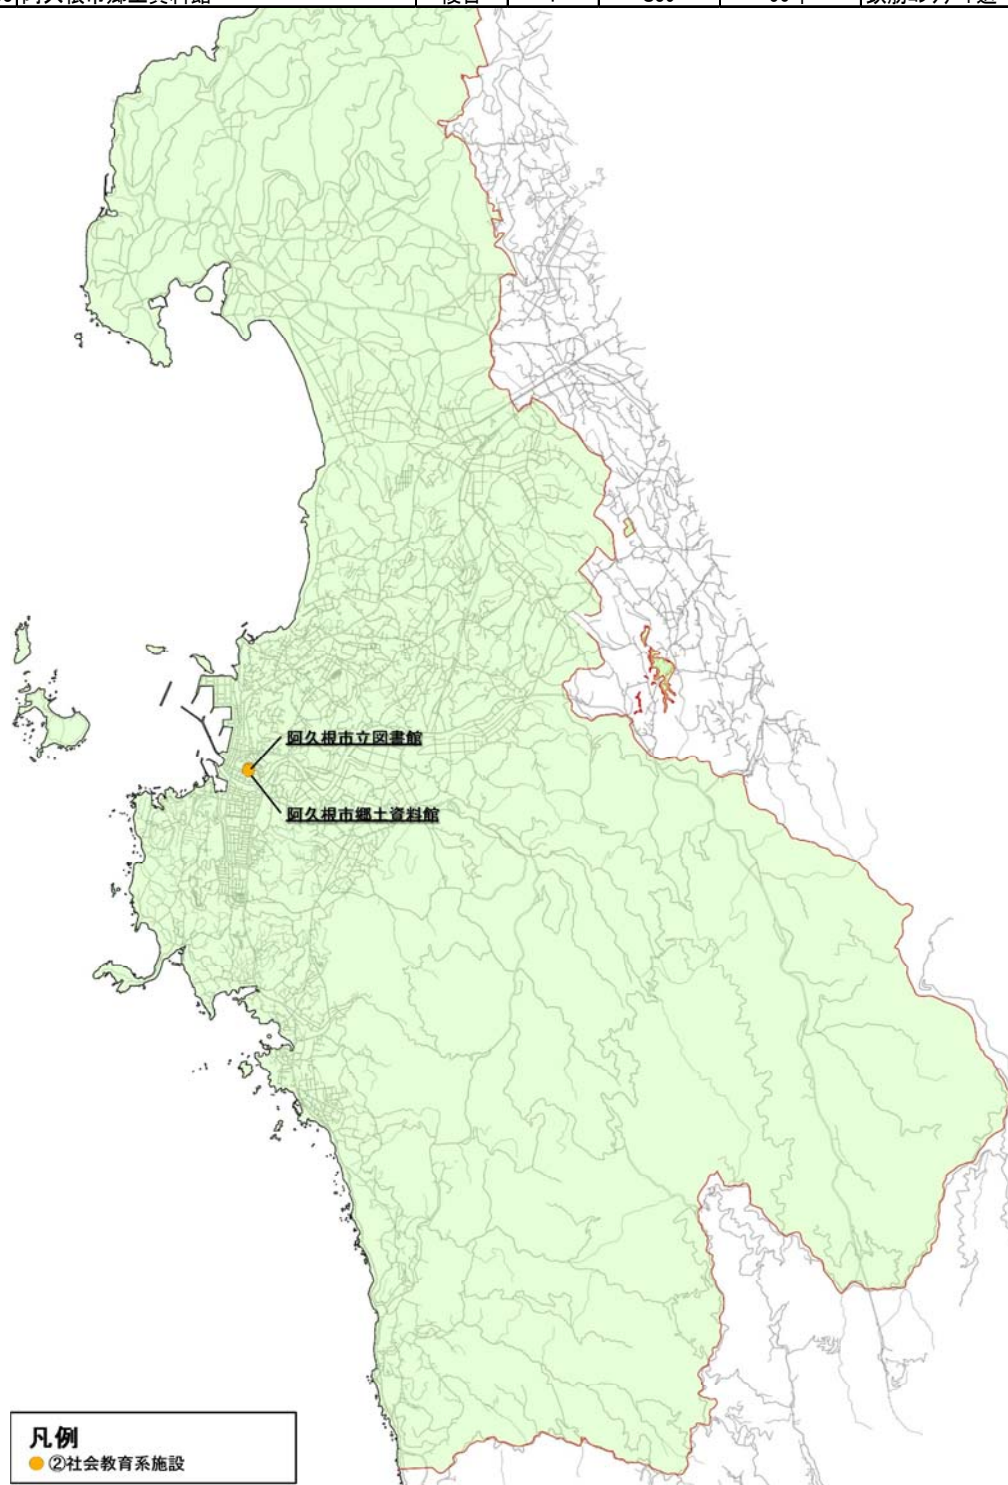 阿久根市立図書館
阿久根市郷土資料館
凡例
②社会教育系施設